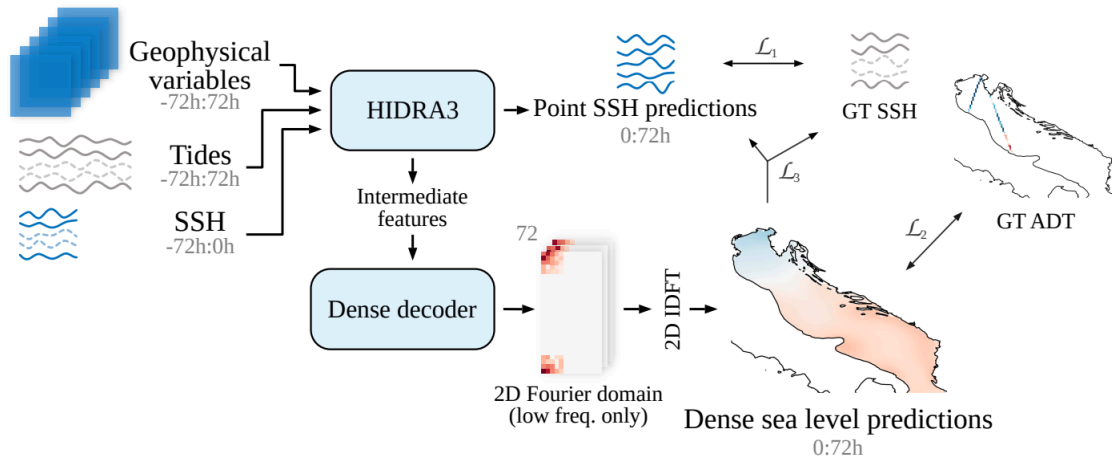 Geophysical
variables
-72h:72h
Tides
-72h:72h
SSH
-72h:0h
HIDRA3
Intermediate
features
Dense decoder
Point SSH predictions
0:72h
ℒ1
GT SSH
ℒ3
GT ADT
ℒ2
72
2D Fourier domain
(low freq. only)
2D IDFT
Dense sea level predictions
0:72h